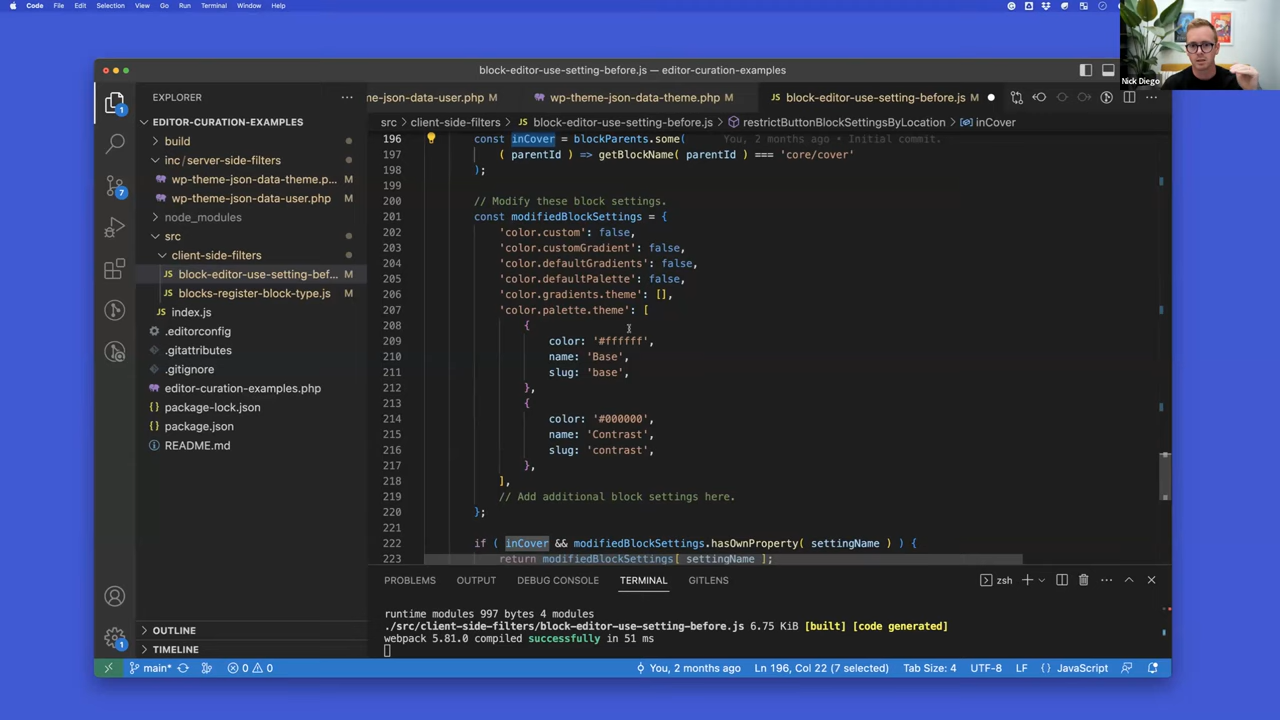 Code File Edit Selection View Go Run Terminal Window Help
Nick Diego
block-editor-use-setting-before.js — editor-curation-examples
EXPLORER
me-json-data-user.php M
wp-theme-json-data-theme.php M
block-editor-use-setting-before.js M
src > client-side-filters > block-editor-use-setting-before.js > restrictButtonBlockSettingsByLocation > inCover
EDITOR-CURATION-EXAMPLES
build
inc/server-side-filters
wp-theme-json-data-theme.p... M
wp-theme-json-data-user.php M
node_modules
src
client-side-filters
block-editor-use-setting-bef... M
blocks-register-block-type.js M
index.js
.editorconfig
.gitattributes
.gitignore
editor-curation-examples.php
package-lock.json
package.json
README.md
OUTLINE
TIMELINE
196 const inCover = blockParents.some( You, 2 months ago • Initial commit.
197 ( parentId ) => getBlockName( parentId ) === 'core/cover'
198 );
199
200 // Modify these block settings.
201 const modifiedBlockSettings = {
202 'color.custom': false,
203 'color.customGradient': false,
204 'color.defaultGradients': false,
205 'color.defaultPalette': false,
206 'color.gradients.theme': [],
207 'color.palette.theme': [
208 {
209 color: '#ffffff',
210 name: 'Base',
211 slug: 'base',
212 },
213 {
214 color: '#000000',
215 name: 'Contrast',
216 slug: 'contrast',
217 },
218 ],
219 // Add additional block settings here.
220 };
221
222 if ( inCover && modifiedBlockSettings.hasOwnProperty( settingName ) ) {
223 return modifiedBlockSettings[ settingName ];
PROBLEMS OUTPUT DEBUG CONSOLE TERMINAL GITLENS
zsh
runtime modules 997 bytes 4 modules
./src/client-side-filters/block-editor-use-setting-before.js 6.75 KiB [built] [code generated]
webpack 5.81.0 compiled successfully in 51 ms
1
7
1
main* 0 0 You, 2 months ago Ln 196, Col 22 (7 selected) Tab Size: 4 UTF-8 LF {} JavaScript